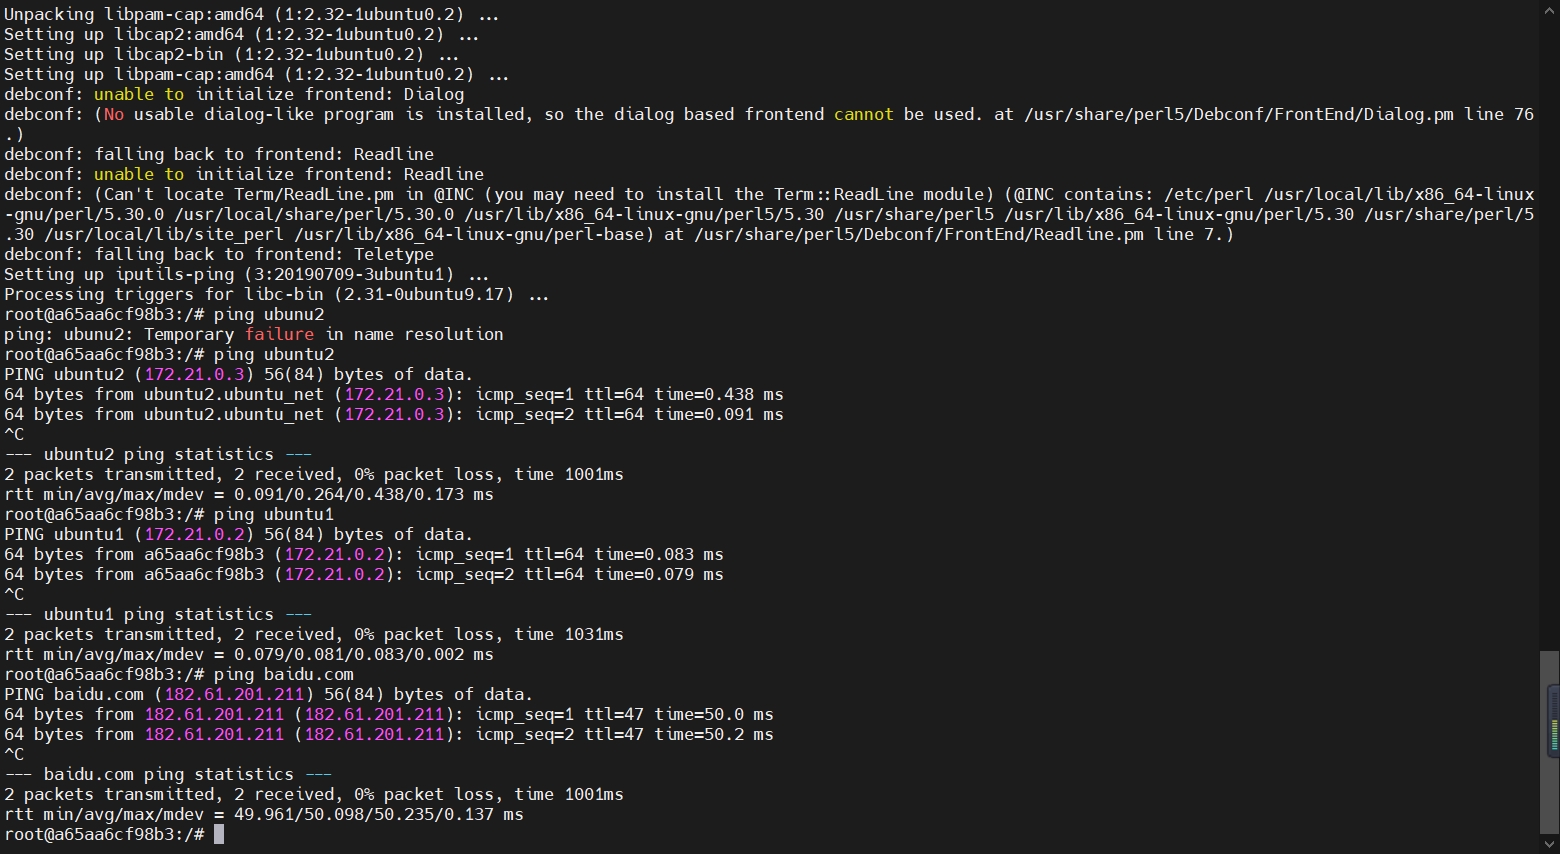 Unpacking libpam-cap:amd64 (1:2.32-1ubuntu0.2) ...
Setting up libcap2:amd64 (1:2.32-1ubuntu0.2) ...
Setting up libcap2-bin (1:2.32-1ubuntu0.2) ...
Setting up libpam-cap:amd64 (1:2.32-1ubuntu0.2) ...
debconf: unable to initialize frontend: Dialog
debconf: (No usable dialog-like program is installed, so the dialog based frontend cannot be used. at /usr/share/perl5/Debconf/FrontEnd/Dialog.pm line 76
.)
debconf: falling back to frontend: Readline
debconf: unable to initialize frontend: Readline
debconf: (Can't locate Term/ReadLine.pm in @INC (you may need to install the Term::ReadLine module) (@INC contains: /etc/perl /usr/local/lib/x86_64-linux
-gnu/perl/5.30.0 /usr/local/share/perl/5.30.0 /usr/lib/x86_64-linux-gnu/perl5/5.30 /usr/share/perl5 /usr/lib/x86_64-linux-gnu/perl/5.30 /usr/share/perl/5
.30 /usr/local/lib/site_perl /usr/lib/x86_64-linux-gnu/perl-base) at /usr/share/perl5/Debconf/FrontEnd/Readline.pm line 7.)
debconf: falling back to frontend: Teletype
Setting up iputils-ping (3:20190709-3ubuntu1) ...
Processing triggers for libc-bin (2.31-0ubuntu9.17) ...
root@a65aa6cf98b3:/# ping ubunu2
ping: ubunu2: Temporary failure in name resolution
root@a65aa6cf98b3:/# ping ubuntu2
PING ubuntu2 (172.21.0.3) 56(84) bytes of data.
64 bytes from ubuntu2.ubuntu_net (172.21.0.3): icmp_seq=1 ttl=64 time=0.438 ms
64 bytes from ubuntu2.ubuntu_net (172.21.0.3): icmp_seq=2 ttl=64 time=0.091 ms
^C
--- ubuntu2 ping statistics ---
2 packets transmitted, 2 received, 0% packet loss, time 1001ms
rtt min/avg/max/mdev = 0.091/0.264/0.438/0.173 ms
root@a65aa6cf98b3:/# ping ubuntu1
PING ubuntu1 (172.21.0.2) 56(84) bytes of data.
64 bytes from a65aa6cf98b3 (172.21.0.2): icmp_seq=1 ttl=64 time=0.083 ms
64 bytes from a65aa6cf98b3 (172.21.0.2): icmp_seq=2 ttl=64 time=0.079 ms
^C
--- ubuntu1 ping statistics ---
2 packets transmitted, 2 received, 0% packet loss, time 1031ms
rtt min/avg/max/mdev = 0.079/0.081/0.083/0.002 ms
root@a65aa6cf98b3:/# ping baidu.com
PING baidu.com (182.61.201.211) 56(84) bytes of data.
64 bytes from 182.61.201.211 (182.61.201.211): icmp_seq=1 ttl=47 time=50.0 ms
64 bytes from 182.61.201.211 (182.61.201.211): icmp_seq=2 ttl=47 time=50.2 ms
^C
--- baidu.com ping statistics ---
2 packets transmitted, 2 received, 0% packet loss, time 1001ms
rtt min/avg/max/mdev = 49.961/50.098/50.235/0.137 ms
root@a65aa6cf98b3:/#